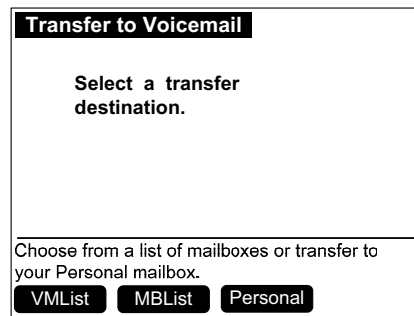 Transfer to Voicemail
Select a transfer
destination.
Choose from a list of mailboxes or transfer to
your Personal mailbox.
VMList MBList Personal